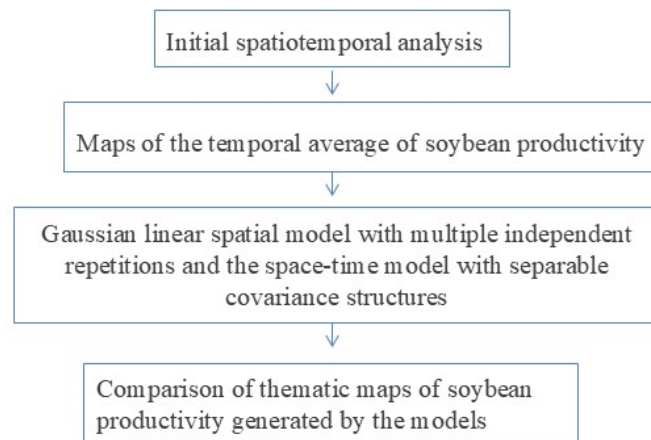 Initial spatiotemporal analysis
Maps of the temporal average of soybean productivity
Gaussian linear spatial model with multiple independent
repetitions and the space-time model with separable
covariance structures
Comparison of thematic maps of soybean
productivity generated by the models